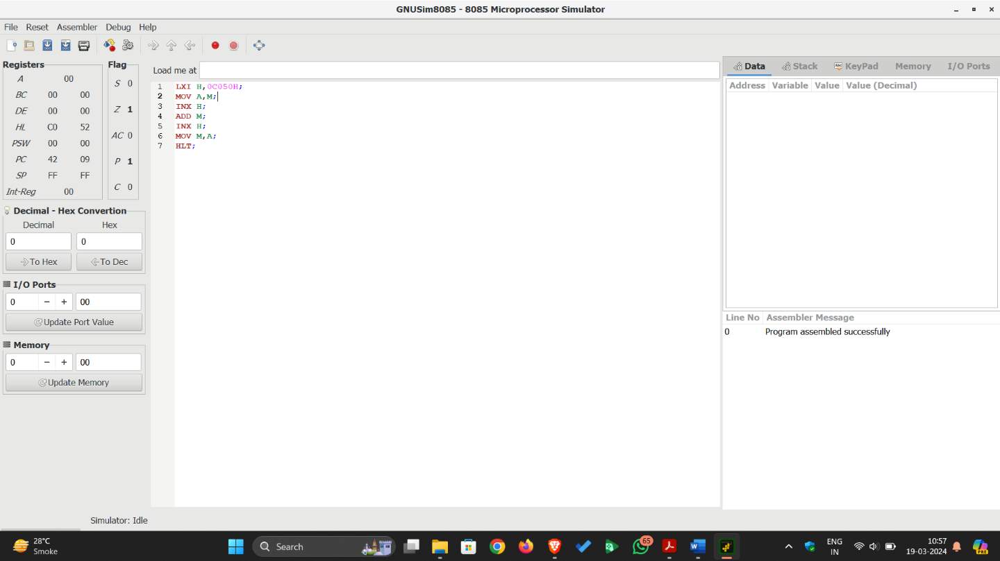 GNUSim8085 - 8085 Microprocessor Simulator
File Reset Assembler Debug Help
Registers
A 00
BC 00 00
DE 00 00
HL C0 52
PSW 00 00
PC 42 09
SP FF FF
Int-Reg 00
Flag
S 0
Z 1
AC 0
P 1
C 0
Decimal - Hex Convertion
Decimal Hex
0 0
To Hex To Dec
I/O Ports
0 − + 00
Update Port Value
Memory
0 − + 00
Update Memory
Load me at
1 LXI H,0C050H;
2 MOV A,M;
3 INX H;
4 ADD M;
5 INX H;
6 MOV M,A;
7 HLT;
Data Stack KeyPad Memory I/O Ports
Address Variable Value Value (Decimal)
Line No Assembler Message
0 Program assembled successfully
Simulator: Idle
28°C
Smoke
Search
65
ENG
IN
10:57
19-03-2024
PRE